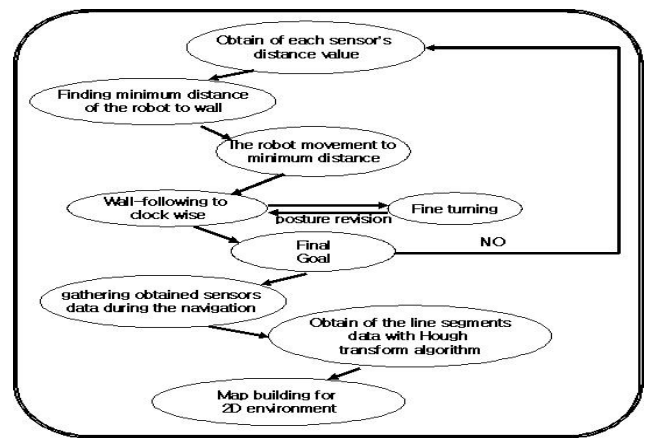 Obtain of each sensor's
distance value
Finding minimum distance
of the robot to wall
The robot movement to
minimum distance
Wall-following to
clock wise
posture revision
Fine turning
Final
Goal
NO
gathering obtained sensors
data during the navigation
Obtain of the line segments
data with Hough
transform algorithm
Map building for
2D environment